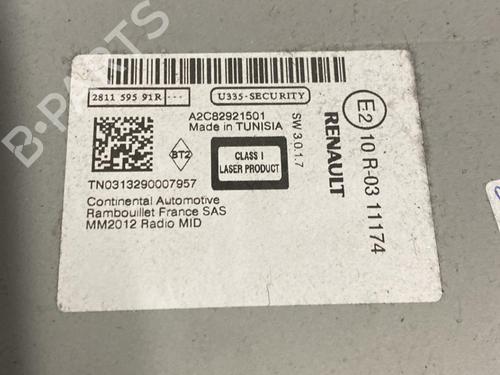 2811 595 91R ---
U335-SECURITY
A2C82921501
Made in TUNISIA
BT2
CLASS I
LASER PRODUCT
TN0313290007957
Continental Automotive
Rambouillet France SAS
MM2012 Radio MID
SW 3.0.1.7
RENAULT
E2 10 R-03 11174
B-PARTS